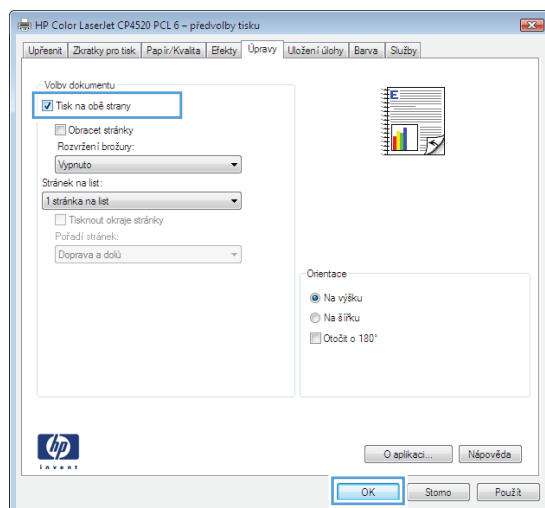 HP Color LaserJet CP4520 PCL 6 – předvolby tisku
Upřesnit Zkratky pro tisk Papír/Kvalita Efekty Úpravy Uložení úlohy Barva Služby
Volby dokumentu
Tisk na obě strany
Obracet stránky
Rozvržení brožury:
Vypnuto
Stránek na list:
1 stránka na list
Tisknout okraje stránky
Pořadí stránek:
Doprava a dolů
E
Orientace
Na výšku
Na šířku
Otočit o 180°
hp
invent
O aplikaci... Nápověda
OK Storno Použít